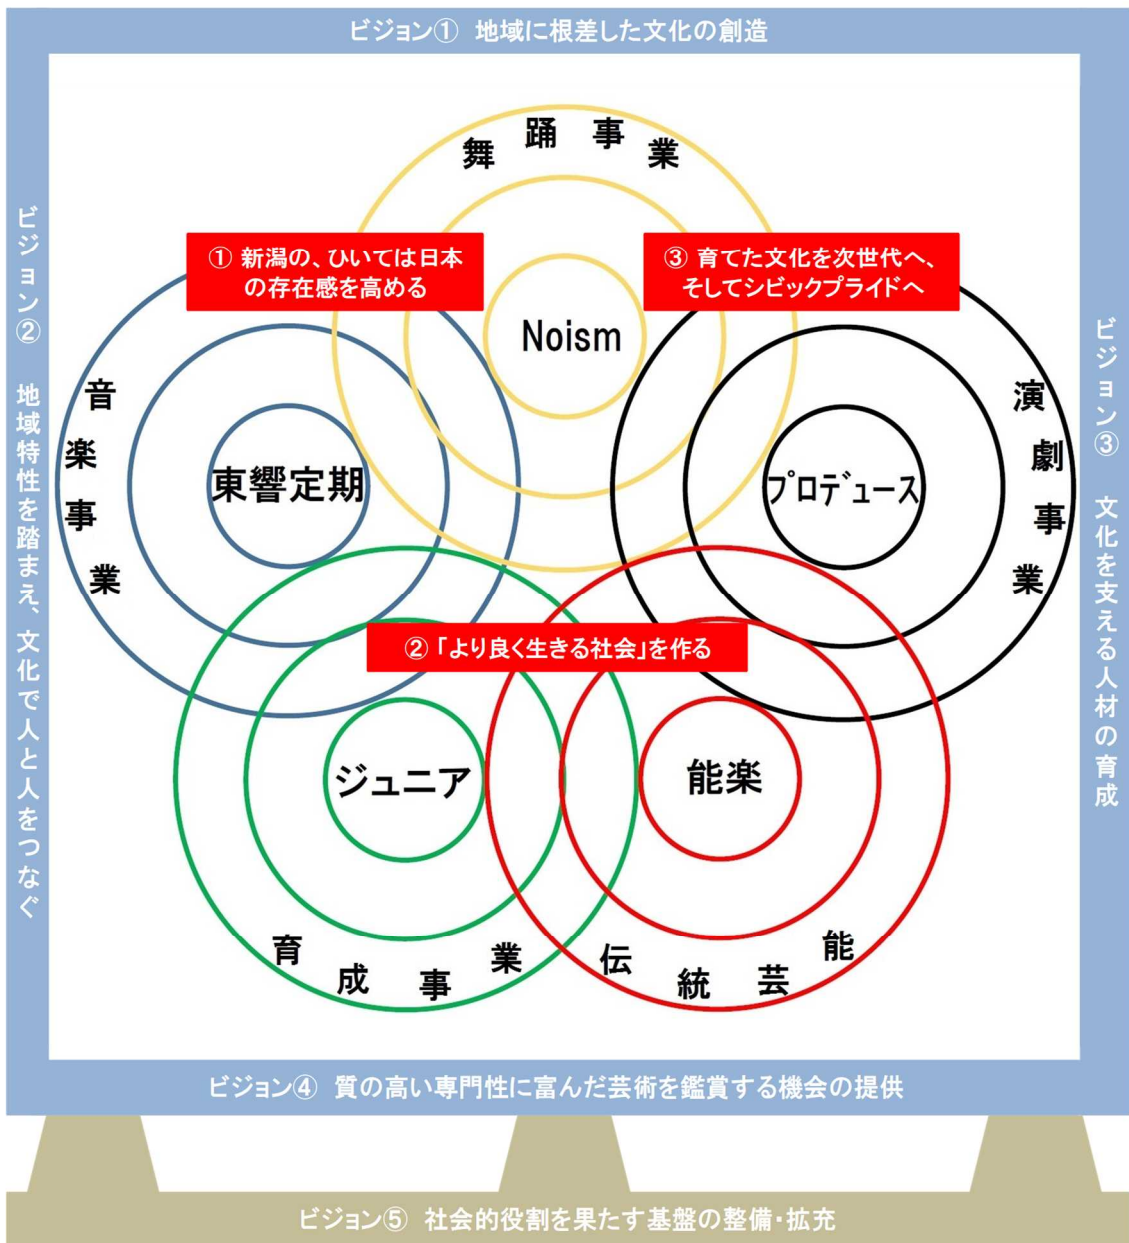 ビジョン① 地域に根差した文化の創造
舞踊事業
ビジョン② 地域特性を踏まえ、文化で人と人をつなぐ
① 新潟の、ひいては日本
の存在感を高める
③ 育てた文化を次世代へ、
そしてシビックプライドへ
ビジョン③ 文化を支える人材の育成
Noism
音楽事業
東響定期
プロデュース
演劇事業
②「より良く生きる社会」を作る
ジュニア
能楽
育成事業
伝統芸能
ビジョン④ 質の高い専門性に富んだ芸術を鑑賞する機会の提供
ビジョン⑤ 社会的役割を果たす基盤の整備・拡充